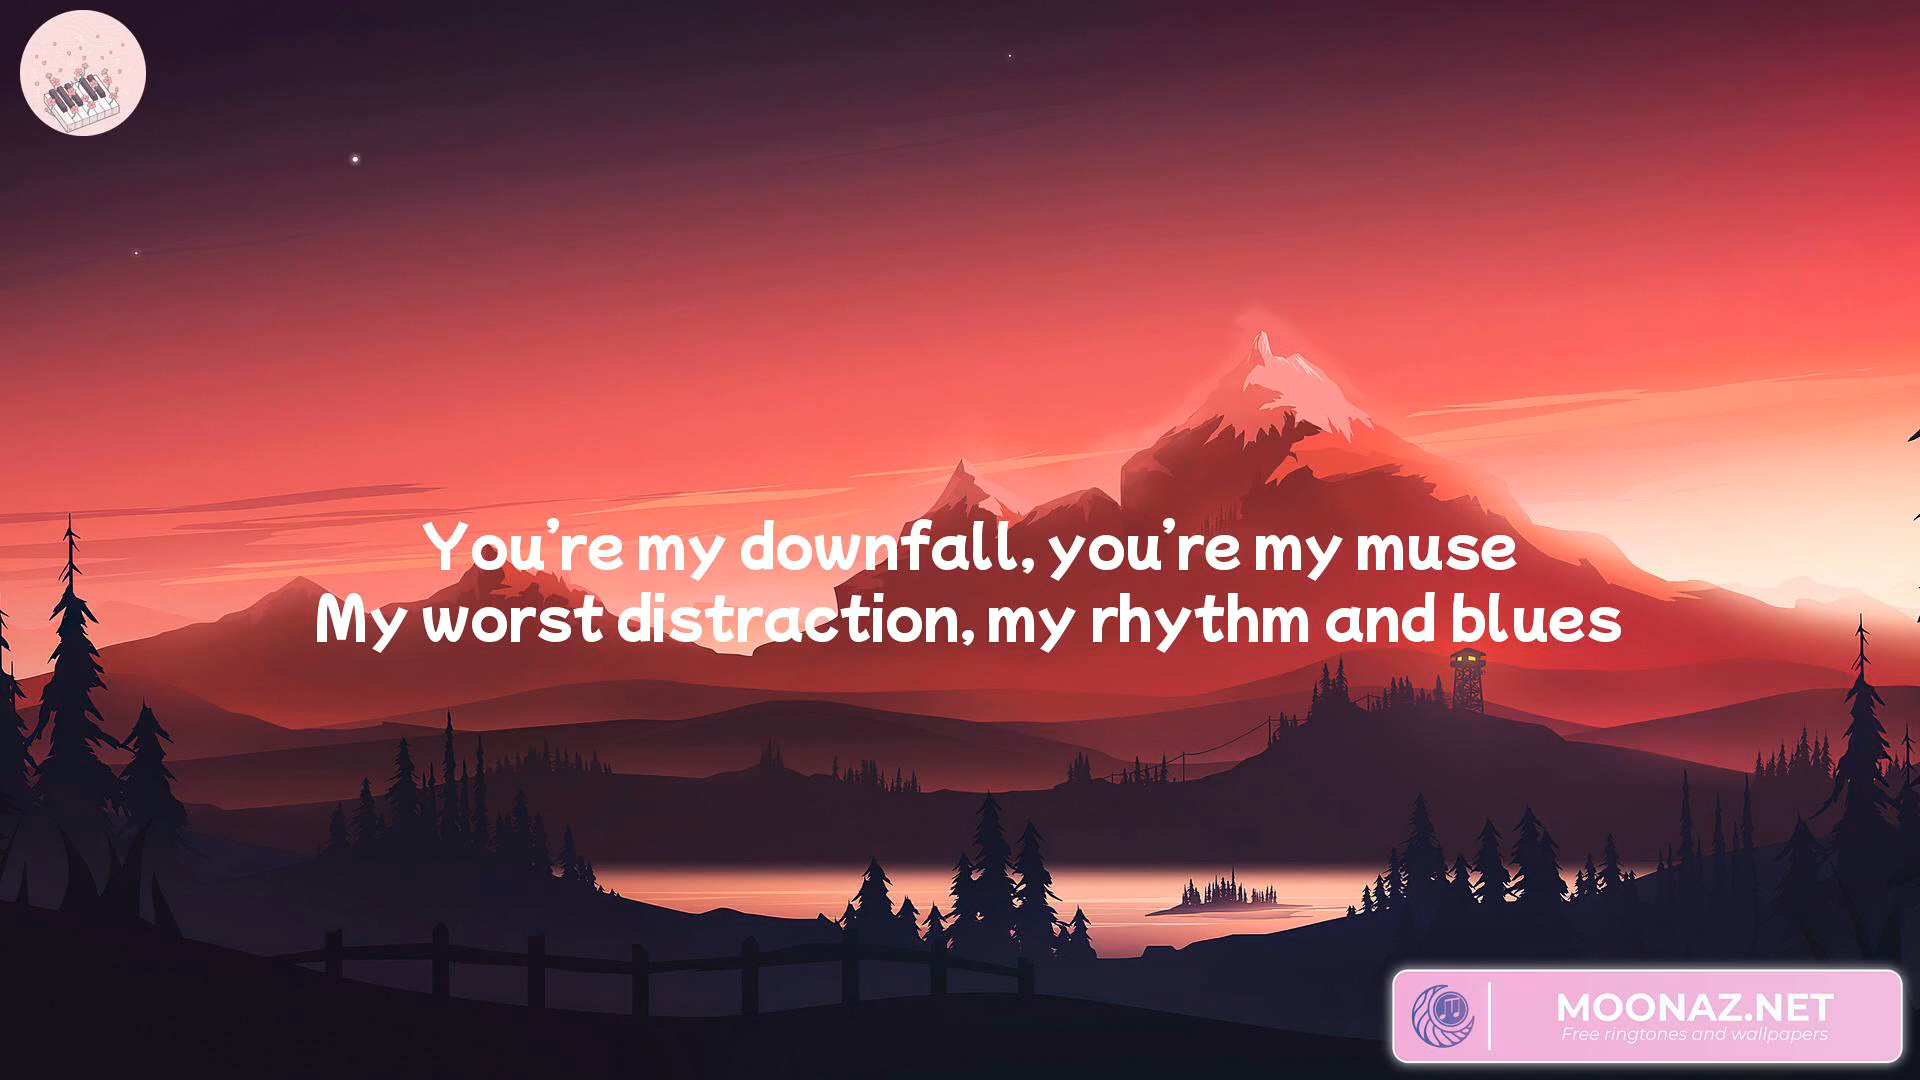 You're my downfall, you're my muse
My worst distraction, my rhythm and blues
MOONAZ.NET
Free ringtones and wallpapers